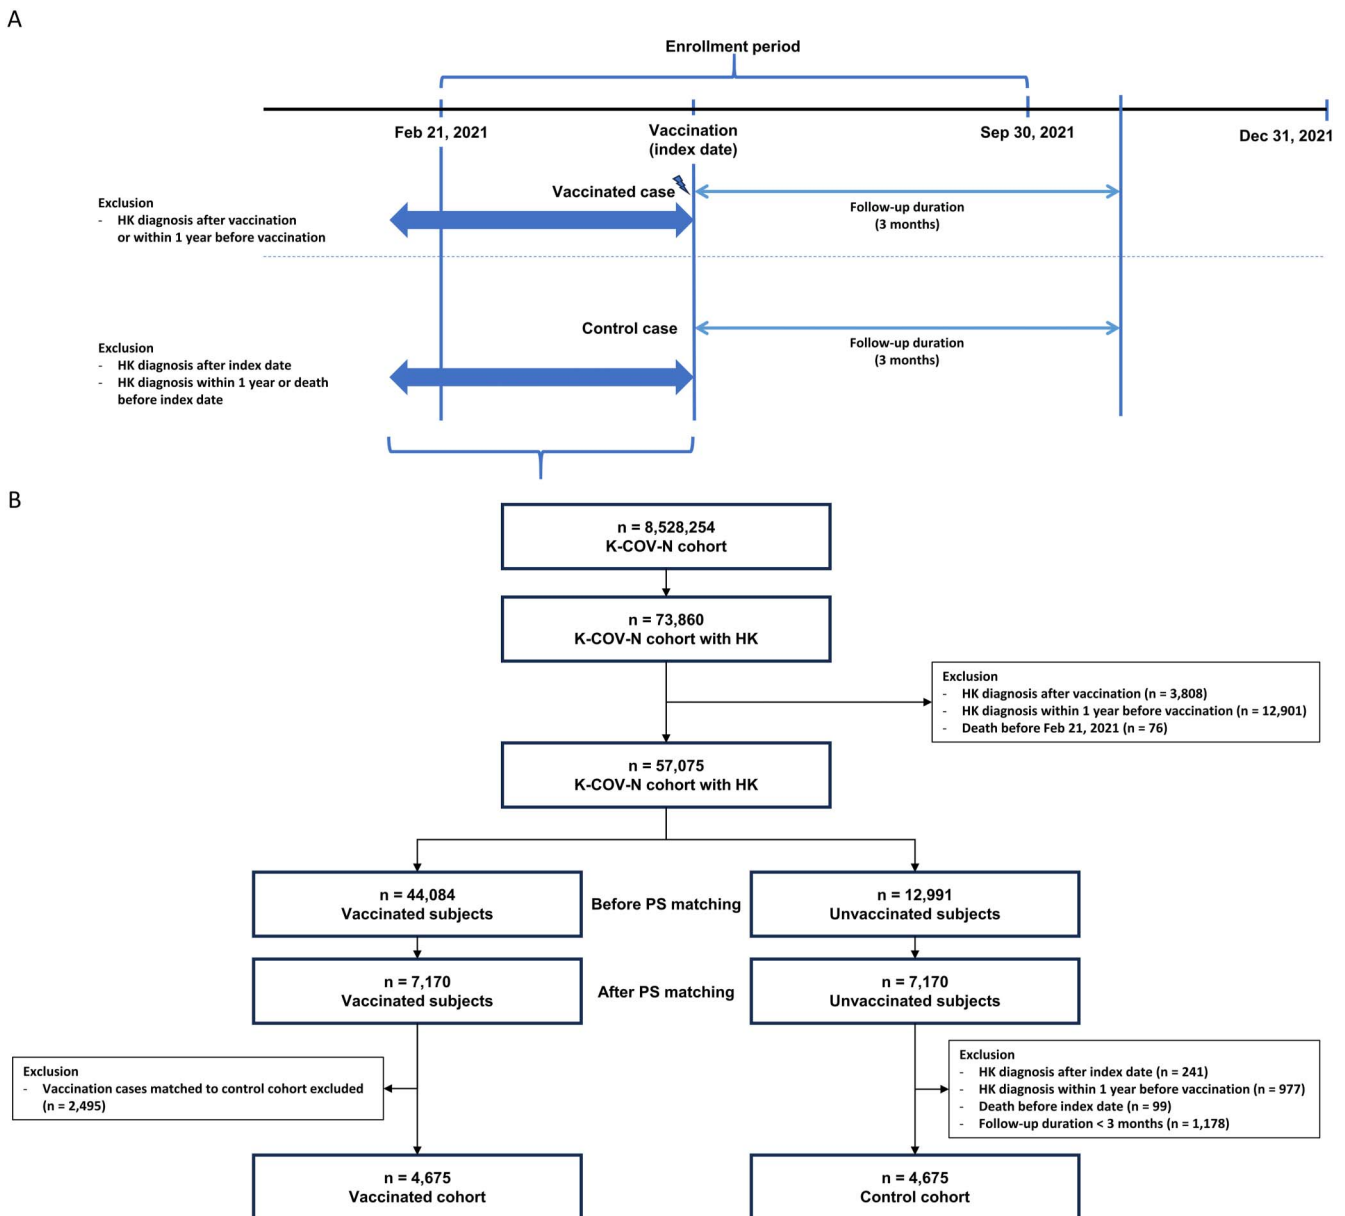 A
Enrollment period
Feb 21, 2021
Vaccination
(index date)
Sep 30, 2021
Dec 31, 2021
Vaccinated case
Exclusion
- HK diagnosis after vaccination
or within 1 year before vaccination
Follow-up duration
(3 months)
Control case
Exclusion
- HK diagnosis after index date
- HK diagnosis within 1 year or death
before index date
Follow-up duration
(3 months)
B
n = 8,528,254
K-COV-N cohort
n = 73,860
K-COV-N cohort with HK
Exclusion
- HK diagnosis after vaccination (n = 3,808)
- HK diagnosis within 1 year before vaccination (n = 12,901)
- Death before Feb 21, 2021 (n = 76)
n = 57,075
K-COV-N cohort with HK
n = 44,084
Vaccinated subjects
Before PS matching
n = 12,991
Unvaccinated subjects
n = 7,170
Vaccinated subjects
After PS matching
n = 7,170
Unvaccinated subjects
Exclusion
- Vaccination cases matched to control cohort excluded
(n = 2,495)
Exclusion
- HK diagnosis after index date (n = 241)
- HK diagnosis within 1 year before vaccination (n = 977)
- Death before index date (n = 99)
- Follow-up duration < 3 months (n = 1,178)
n = 4,675
Vaccinated cohort
n = 4,675
Control cohort